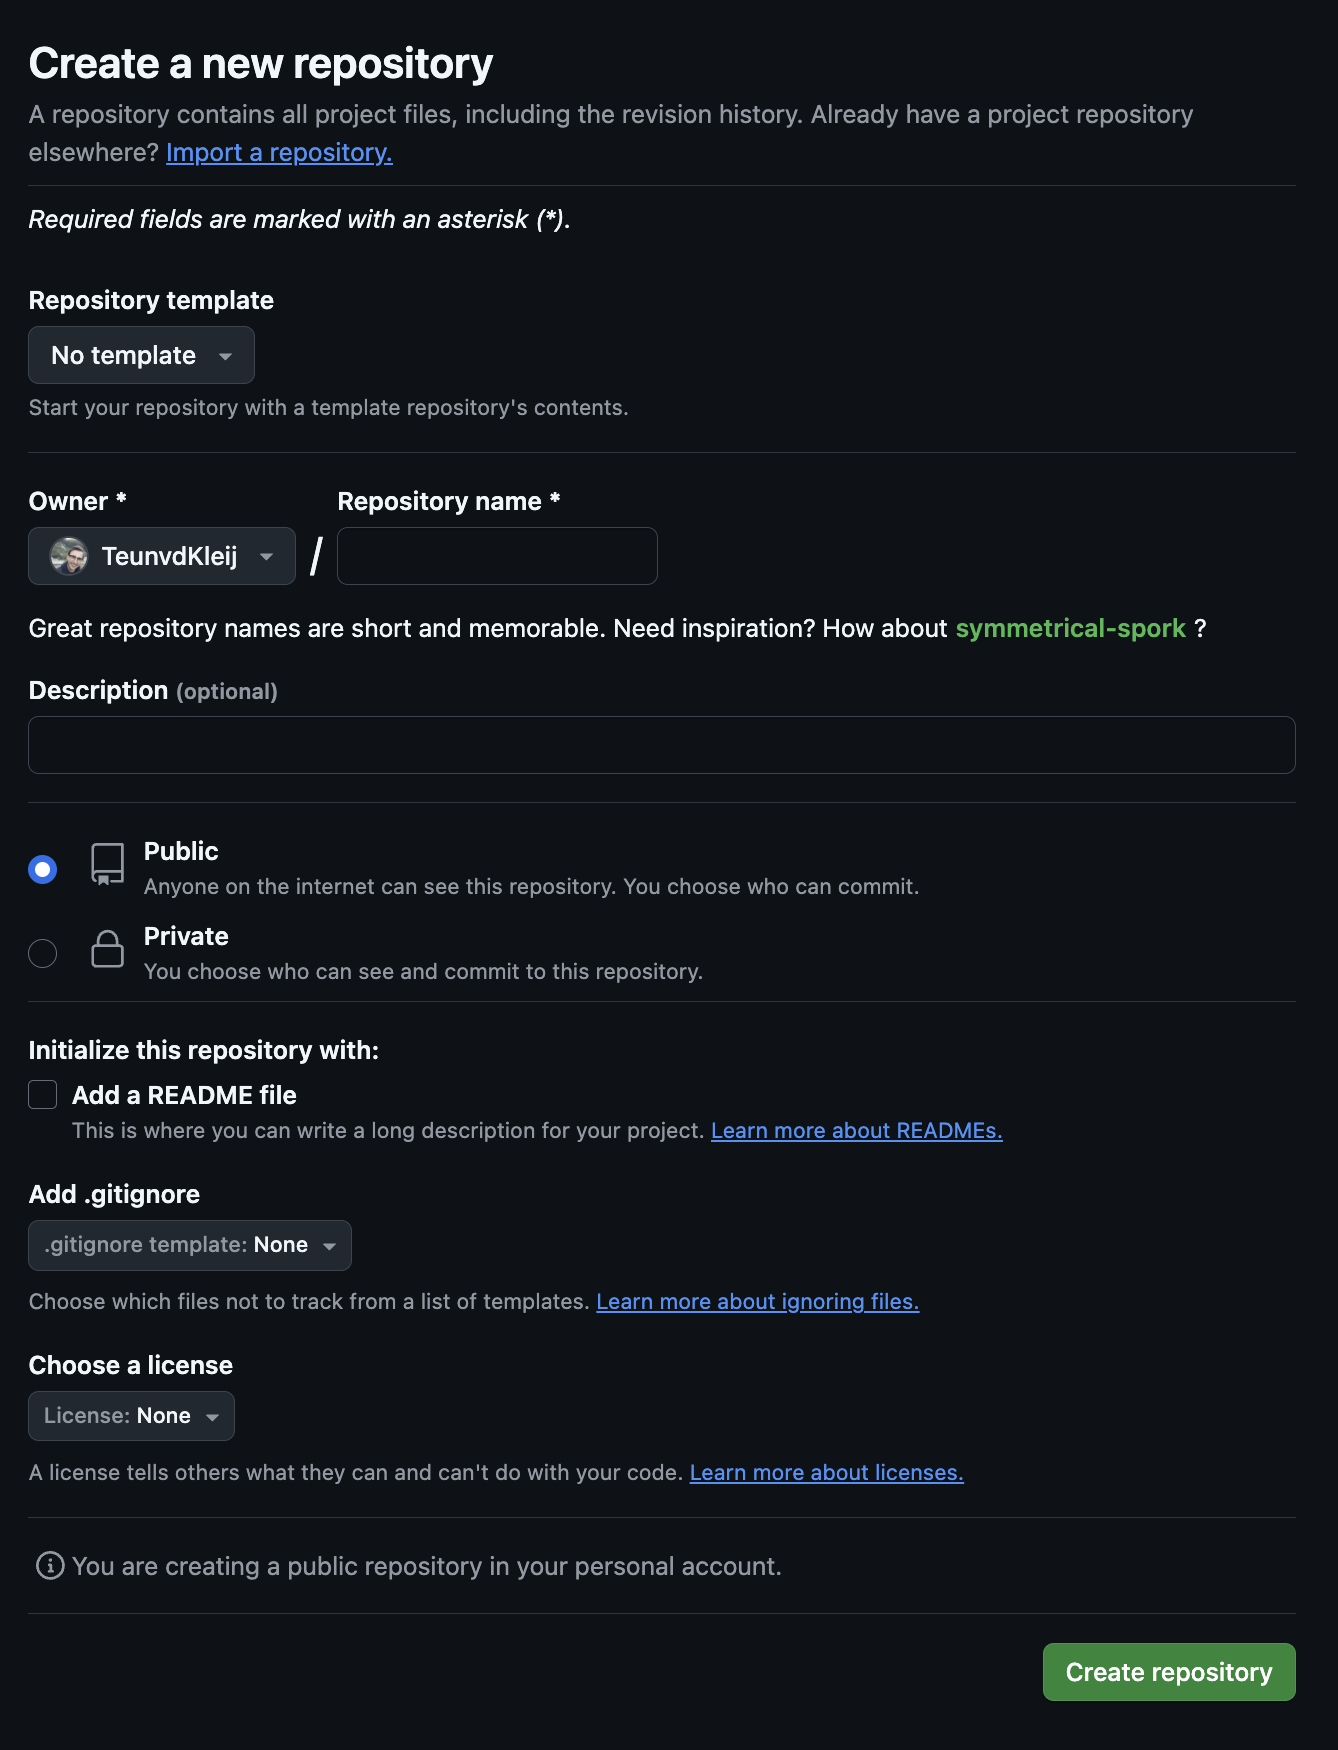 Create a new repository
A repository contains all project files, including the revision history. Already have a project repository
elsewhere? Import a repository.
Required fields are marked with an asterisk (*).
Repository template
No template
Start your repository with a template repository's contents.
Owner *
Repository name *
TeunvdKleij
/
Great repository names are short and memorable. Need inspiration? How about symmetrical-spork ?
Description (optional)
Public
Anyone on the internet can see this repository. You choose who can commit.
Private
You choose who can see and commit to this repository.
Initialize this repository with:
Add a README file
This is where you can write a long description for your project. Learn more about READMEs.
Add .gitignore
.gitignore template: None
Choose which files not to track from a list of templates. Learn more about ignoring files.
Choose a license
License: None
A license tells others what they can and can't do with your code. Learn more about licenses.
You are creating a public repository in your personal account.
Create repository